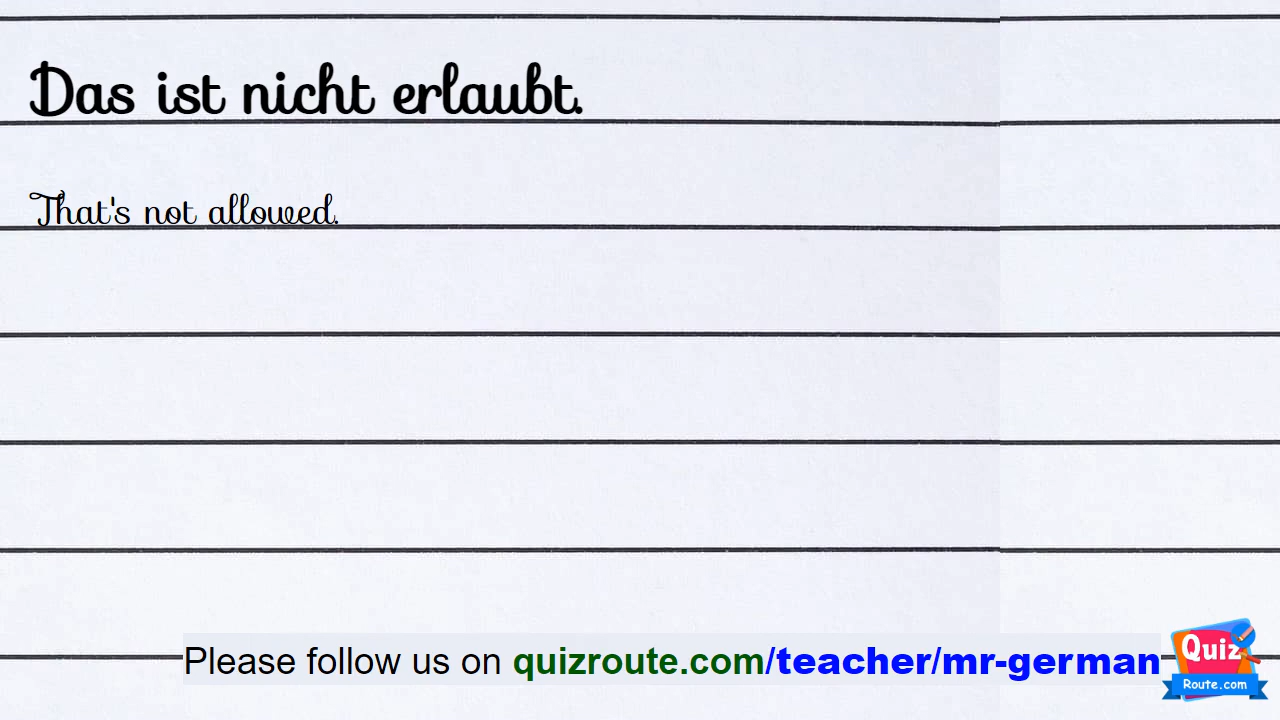 Das ist nicht erlaubt.
That's not allowed.
Please follow us on quizroute.com/teacher/mr-german
Quiz
Route.com